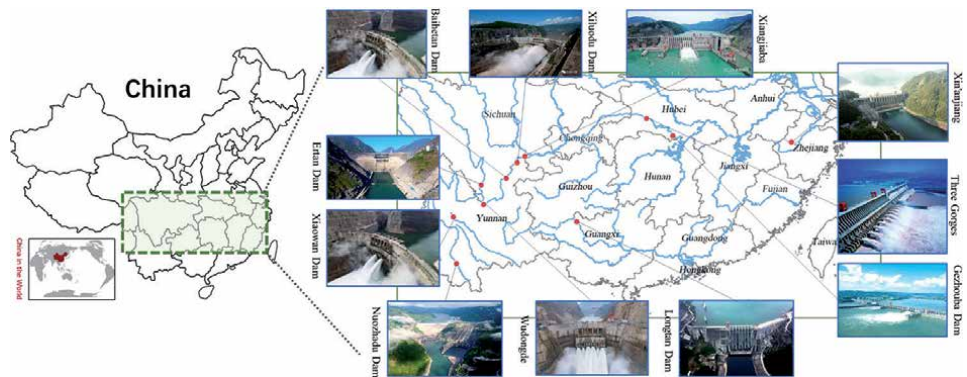 China
China in the World
Baihetan Dam
Xiluodu Dam
Xiangjiaba
Xin'anjiang
Ertan Dam
Xiaowan Dam
Three Gorges
Gezhouba Dam
Nuozhadu Dam
Wudongde
Longtan Dam
Sichuan
Chongqing
Hubei
Anhui
Zhejiang
Jiangxi
Hunan
Guizhou
Fujian
Yunnan
Guangxi
Guangdong
Hongkong
Taiwan